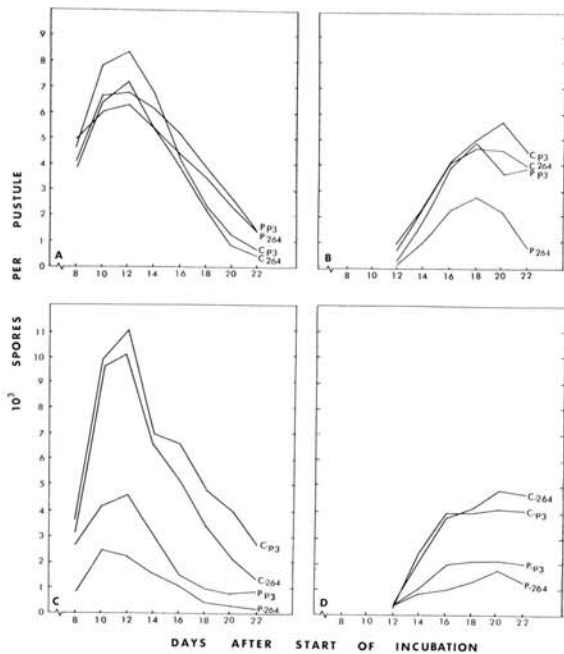 9
8
7
6
5
4
3
2
1
0
A
8 10 12 14 16 18 20 22
P P3
P 264
C P3
C 264
B
8 10 12 14 16 18 20 22
C P3
C 264
P P3
P 264
10³ SPORES PER PUSTULE
11
10
9
8
7
6
5
4
3
2
1
0
C
8 10 12 14 16 18 20 22
C P3
C 264
P P3
P 264
D
8 10 12 14 16 18 20 22
C 264
C P3
P P3
P 264
DAYS AFTER START OF INCUBATION